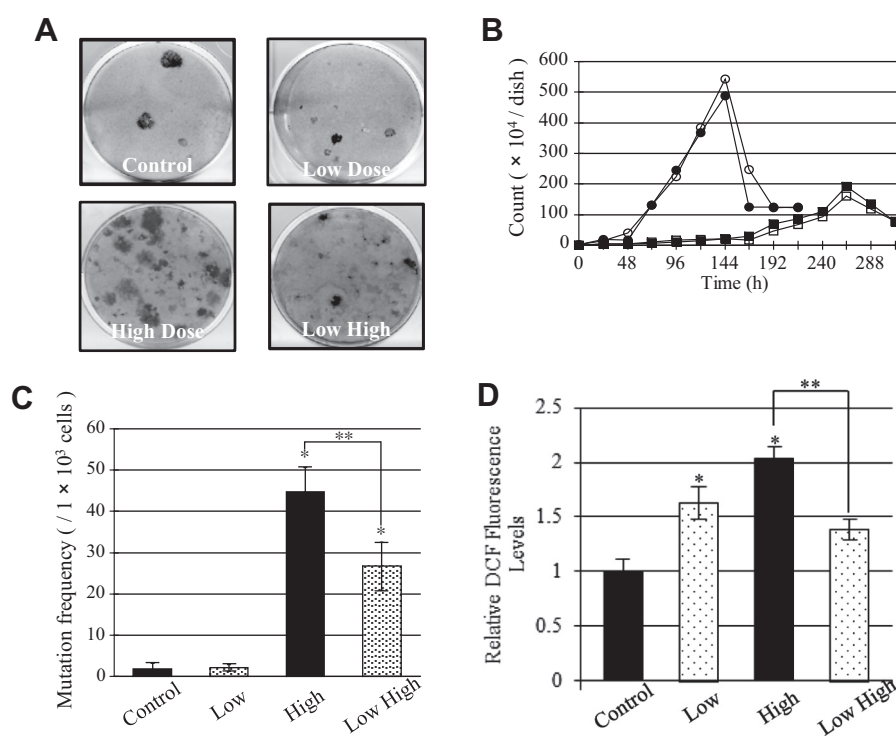 A
Control
Low Dose
High Dose
Low High
B
Count ( × 10⁴ / dish )
600
500
400
300
200
100
0
0 48 96 144 192 240 288
Time (h)
C
Mutation frequency ( / 1 × 10³ cells )
60
50
40
30
20
10
0
**
*
*
Control Low High Low High
D
Relative DCF Fluorescence
Levels
2.5
2
1.5
1
0.5
0
**
*
*
Control Low High Low High